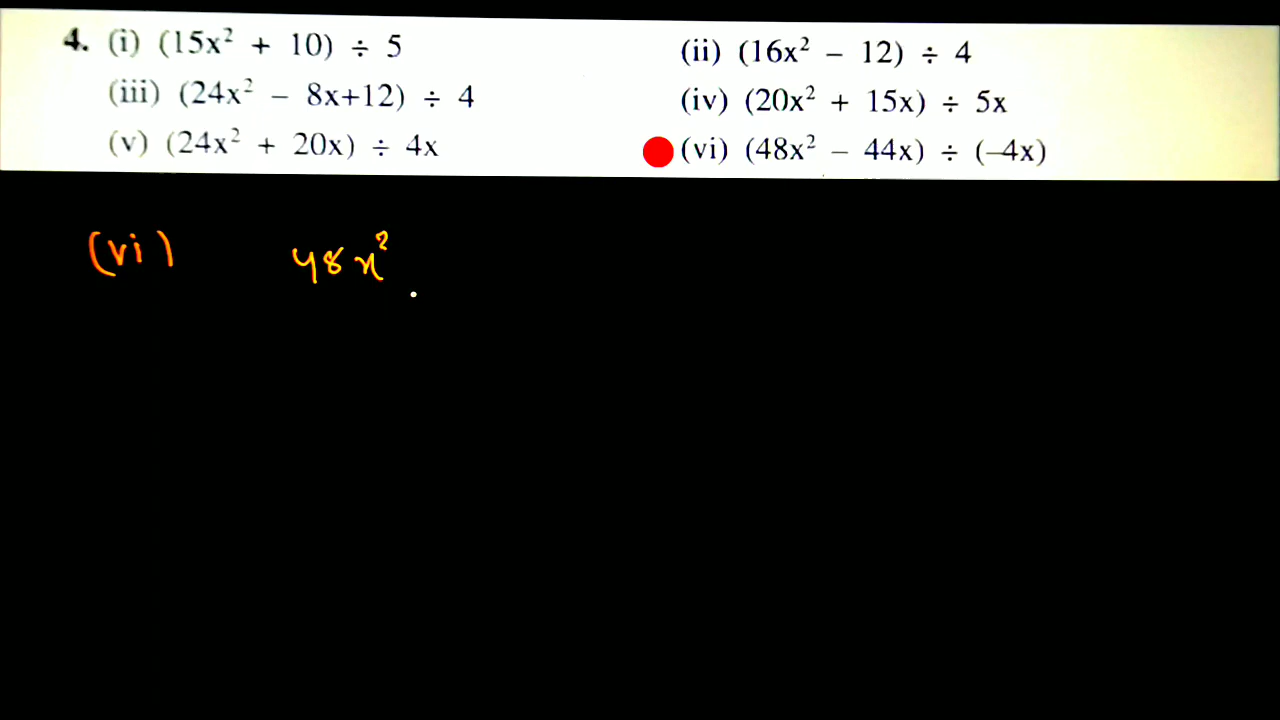 4. (i) (15x² + 10) ÷ 5 (ii) (16x² – 12) ÷ 4
(iii) (24x² – 8x+12) ÷ 4 (iv) (20x² + 15x) ÷ 5x
(v) (24x² + 20x) ÷ 4x (vi) (48x² – 44x) ÷ (–4x)
(vi) 48x²